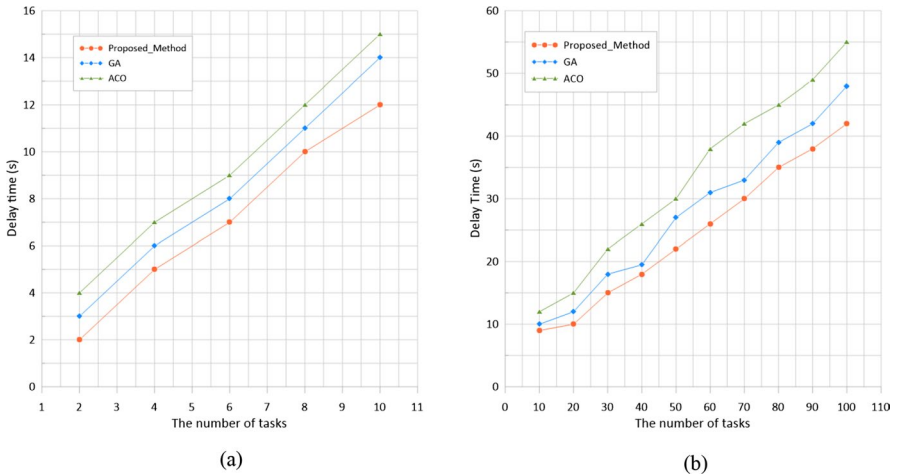 16
14
12
10
8
6
4
2
0
Delay time (s)
Proposed_Method
GA
ACO
1 2 3 4 5 6 7 8 9 10 11
The number of tasks
(a)
60
50
40
30
20
10
0
Delay Time (s)
Proposed_Method
GA
ACO
0 10 20 30 40 50 60 70 80 90 100 110
The number of tasks
(b)